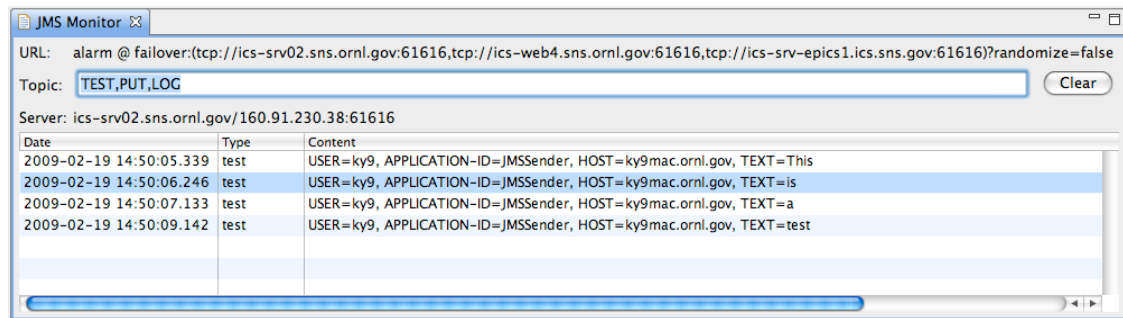 JMS Monitor
URL: alarm @ failover:(tcp://ics-srv02.sns.ornl.gov:61616,tcp://ics-web4.sns.ornl.gov:61616,tcp://ics-srv-epics1.ics.sns.gov:61616)?randomize=false
Topic: TEST,PUT,LOG Clear
Server: ics-srv02.sns.ornl.gov/160.91.230.38:61616
Date Type Content
2009-02-19 14:50:05.339 test USER=ky9, APPLICATION-ID=JMSSender, HOST=ky9mac.ornl.gov, TEXT=This
2009-02-19 14:50:06.246 test USER=ky9, APPLICATION-ID=JMSSender, HOST=ky9mac.ornl.gov, TEXT=is
2009-02-19 14:50:07.133 test USER=ky9, APPLICATION-ID=JMSSender, HOST=ky9mac.ornl.gov, TEXT=a
2009-02-19 14:50:09.142 test USER=ky9, APPLICATION-ID=JMSSender, HOST=ky9mac.ornl.gov, TEXT=test